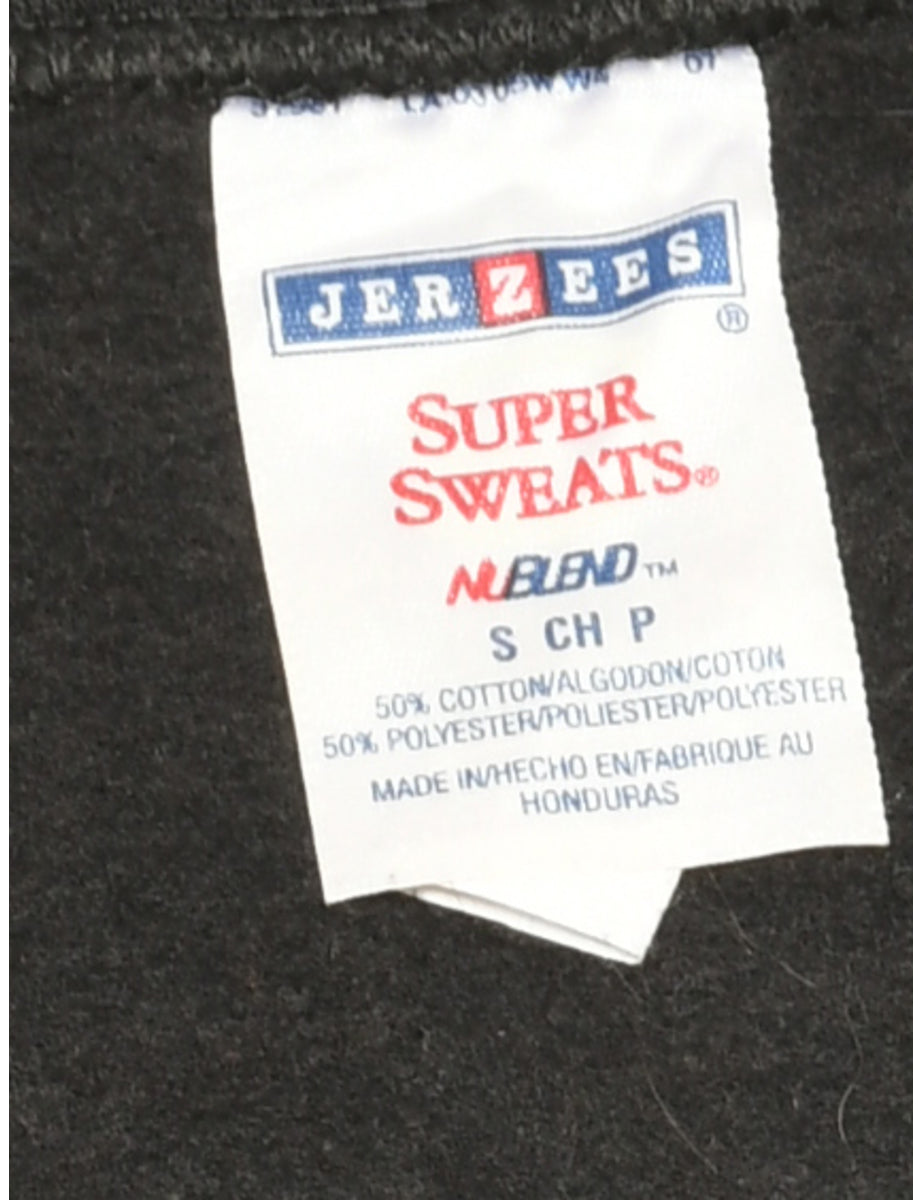 07
JERZEES ®
SUPER
SWEATS®
NUBLEND™
S CH P
50% COTTON/ALGODON/COTON
50% POLYESTER/POLIESTER/POLYESTER
MADE IN/HECHO EN/FABRIQUE AU
HONDURAS